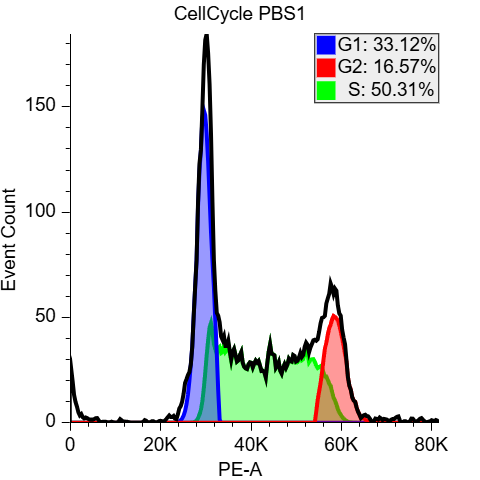 CellCycle PBS1
G1: 33.12%
G2: 16.57%
S: 50.31%
150
100
50
0
Event Count
0 20K 40K 60K 80K
PE-A